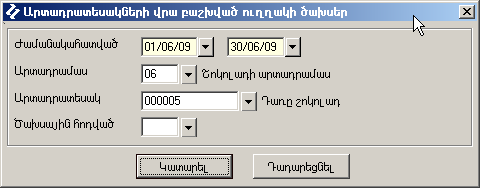 Արտադրատեսակների վրա բաշխված ուղղակի ծախսեր
Ժամանակահատված 01/06/09 30/06/09
Արտադրամաս 06 Շոկոլադի արտադրամաս
Արտադրատեսակ 000005 Դառը շոկոլադ
Ծախսային հոդված
Կատարել Դադարեցնել